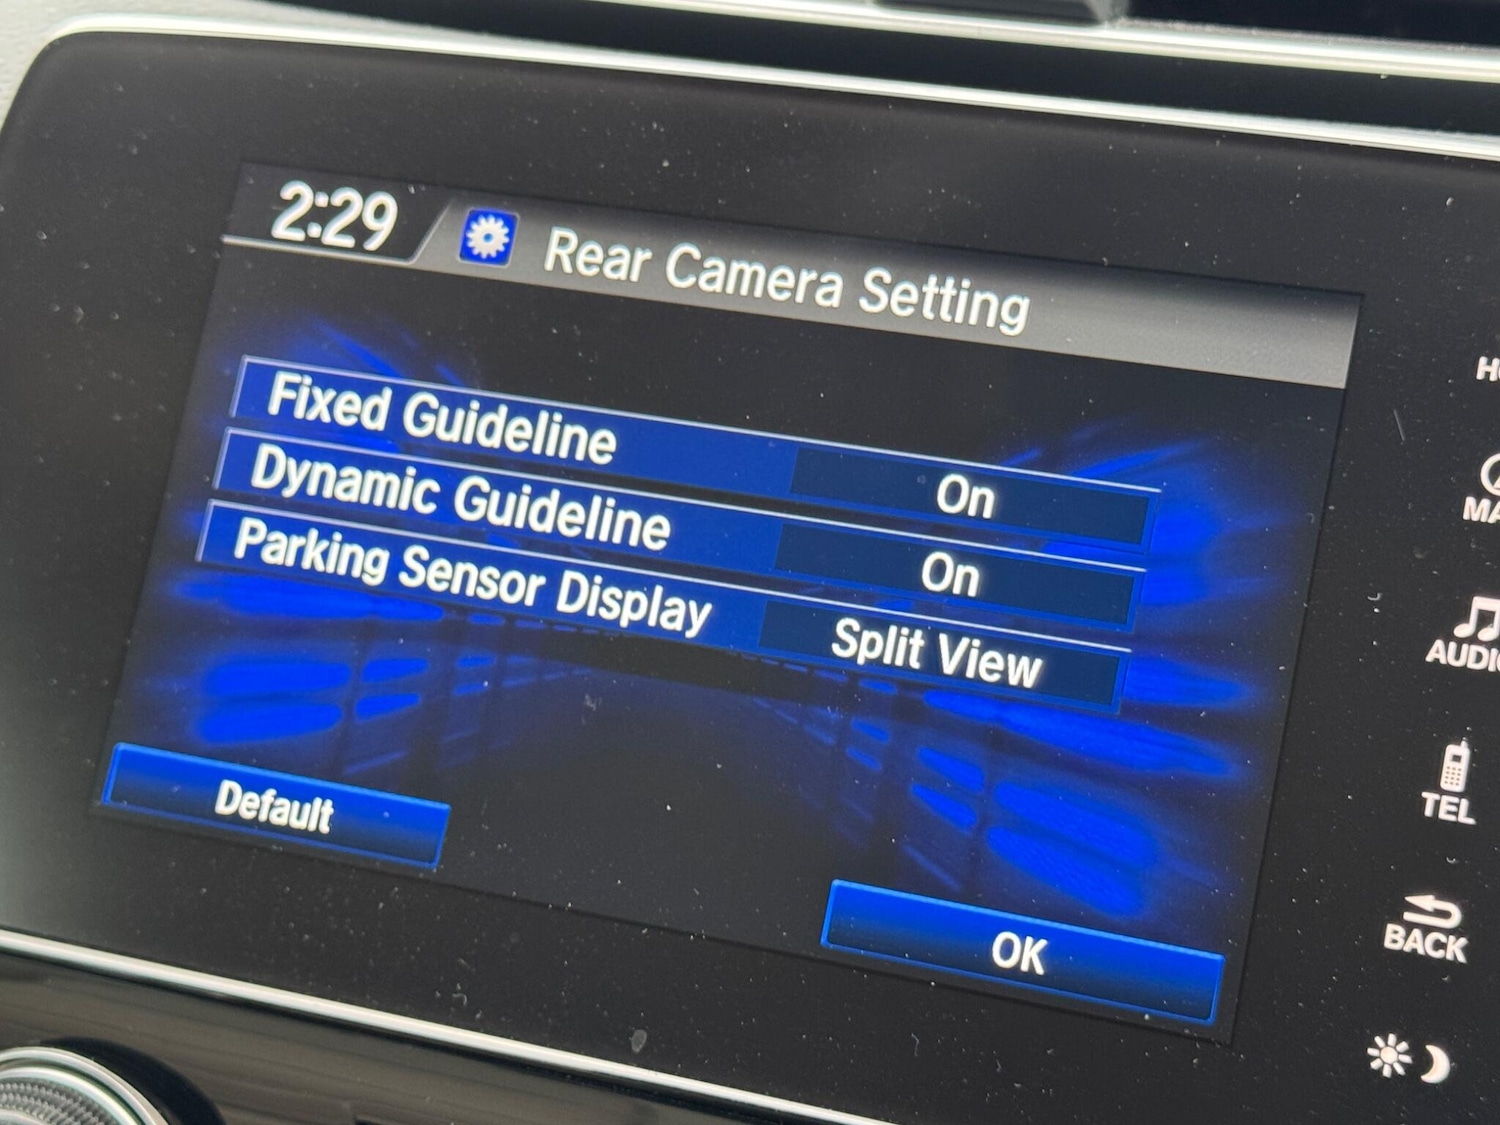 2:29 Rear Camera Setting
Fixed Guideline On
Dynamic Guideline On
Parking Sensor Display Split View
Default
OK
TEL
BACK